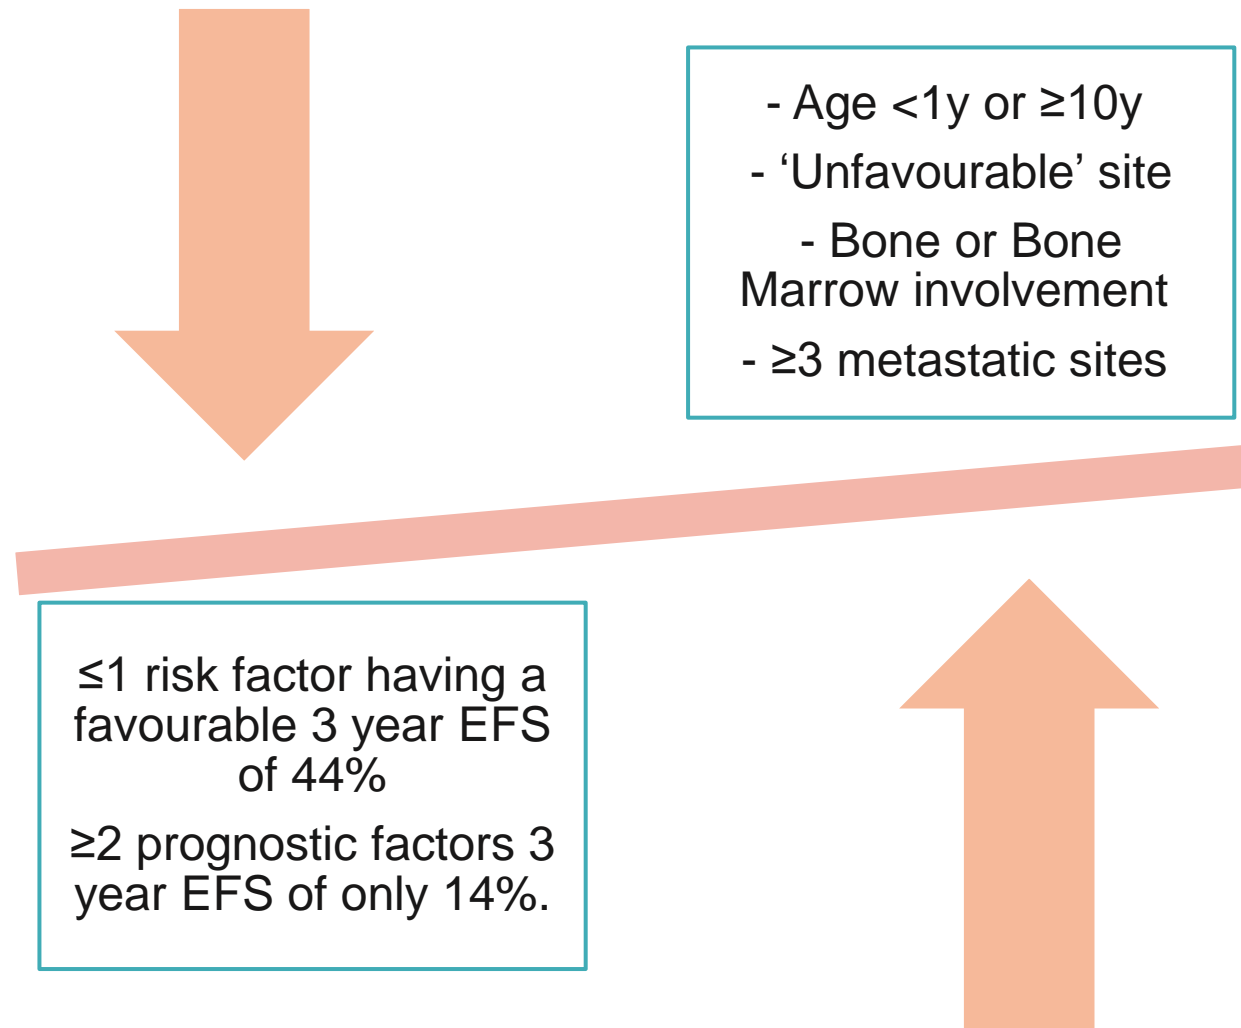 - Age <1y or ≥10y
- ‘Unfavourable’ site
- Bone or Bone
Marrow involvement
- ≥3 metastatic sites
≤1 risk factor having a
favourable 3 year EFS
of 44%
≥2 prognostic factors 3
year EFS of only 14%.